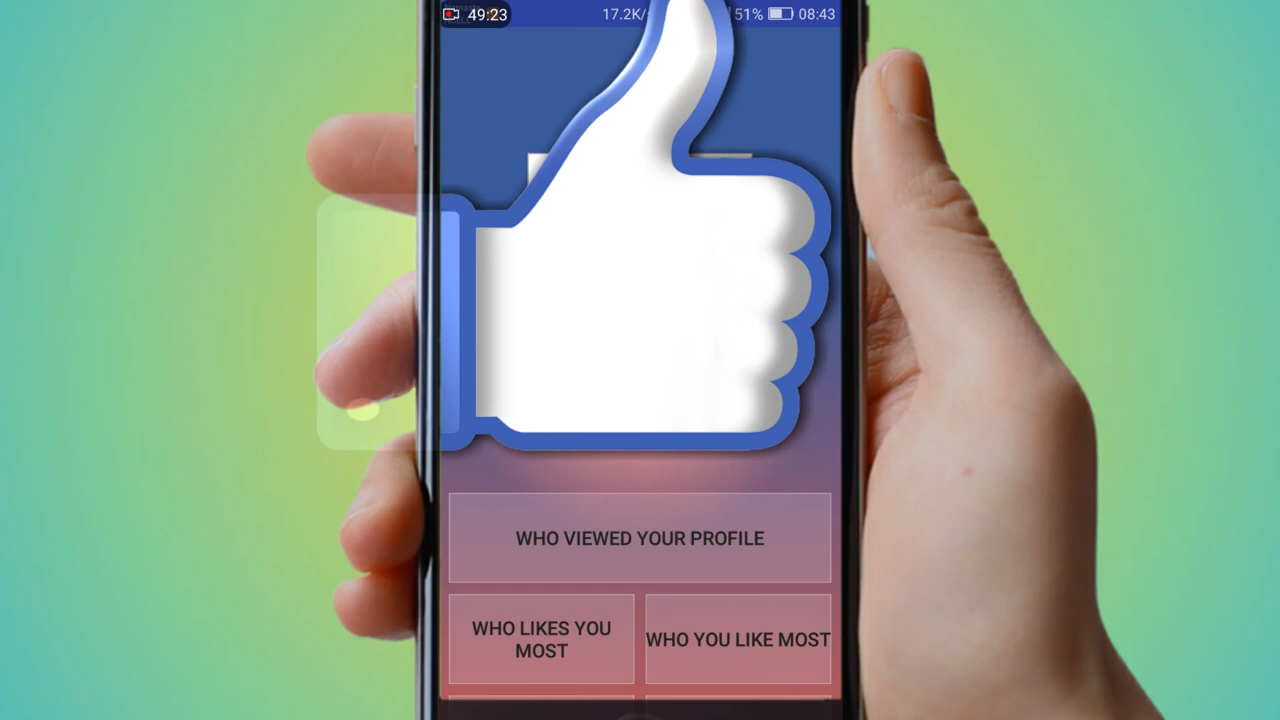 49:23 17.2K/ 51% 08:43
WHO VIEWED YOUR PROFILE
WHO LIKES YOU
MOST
WHO YOU LIKE MOST